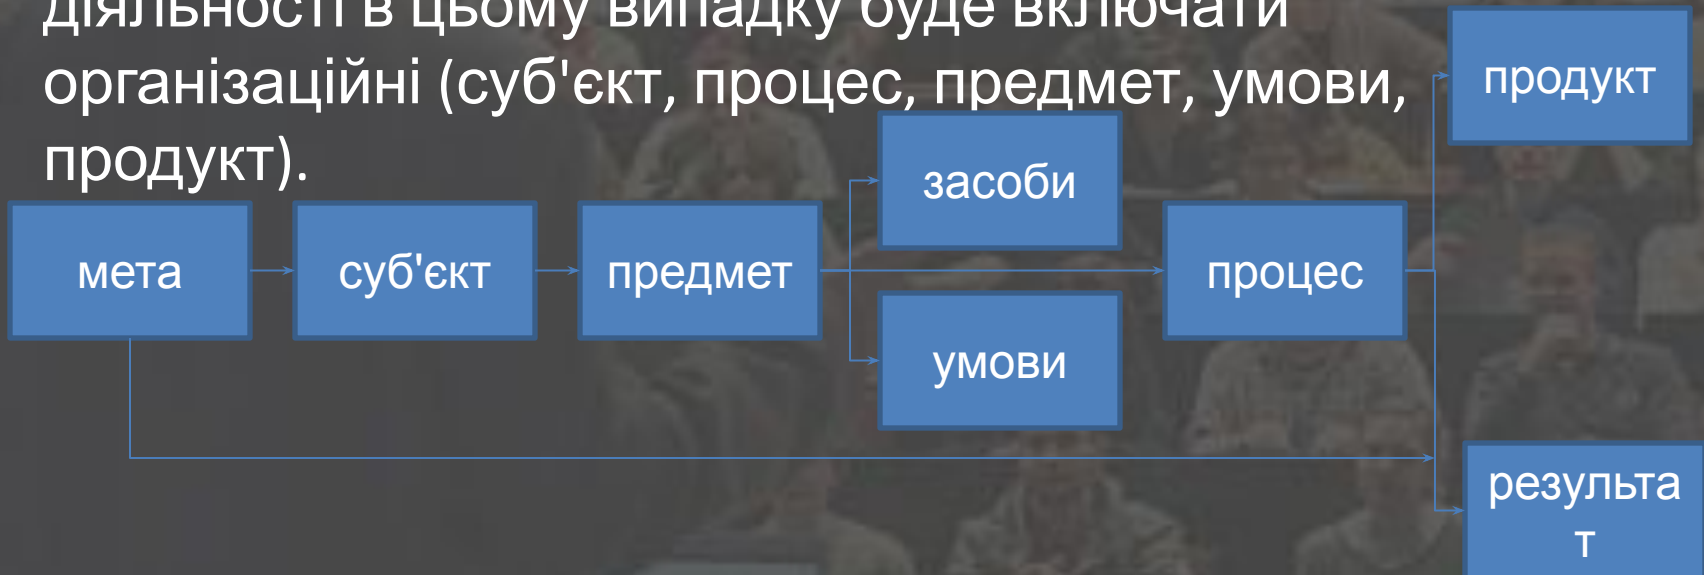 діяльності в цьому випадку буде включати
організаційні (суб'єкт, процес, предмет, умови,
продукт).
продукт
засоби
мета
суб'єкт
предмет
процес
умови
результа
т